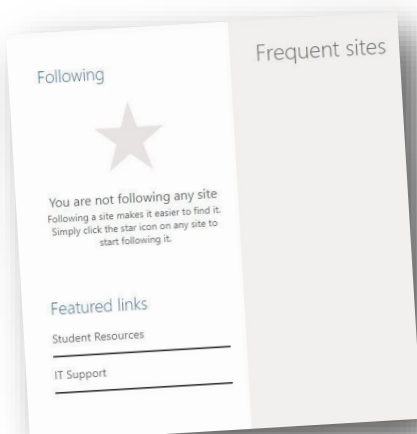 Following
You are not following any site
Following a site makes it easier to find it.
Simply click the star icon on any site to
start following it.
Featured links
Student Resources
IT Support
Frequent sites